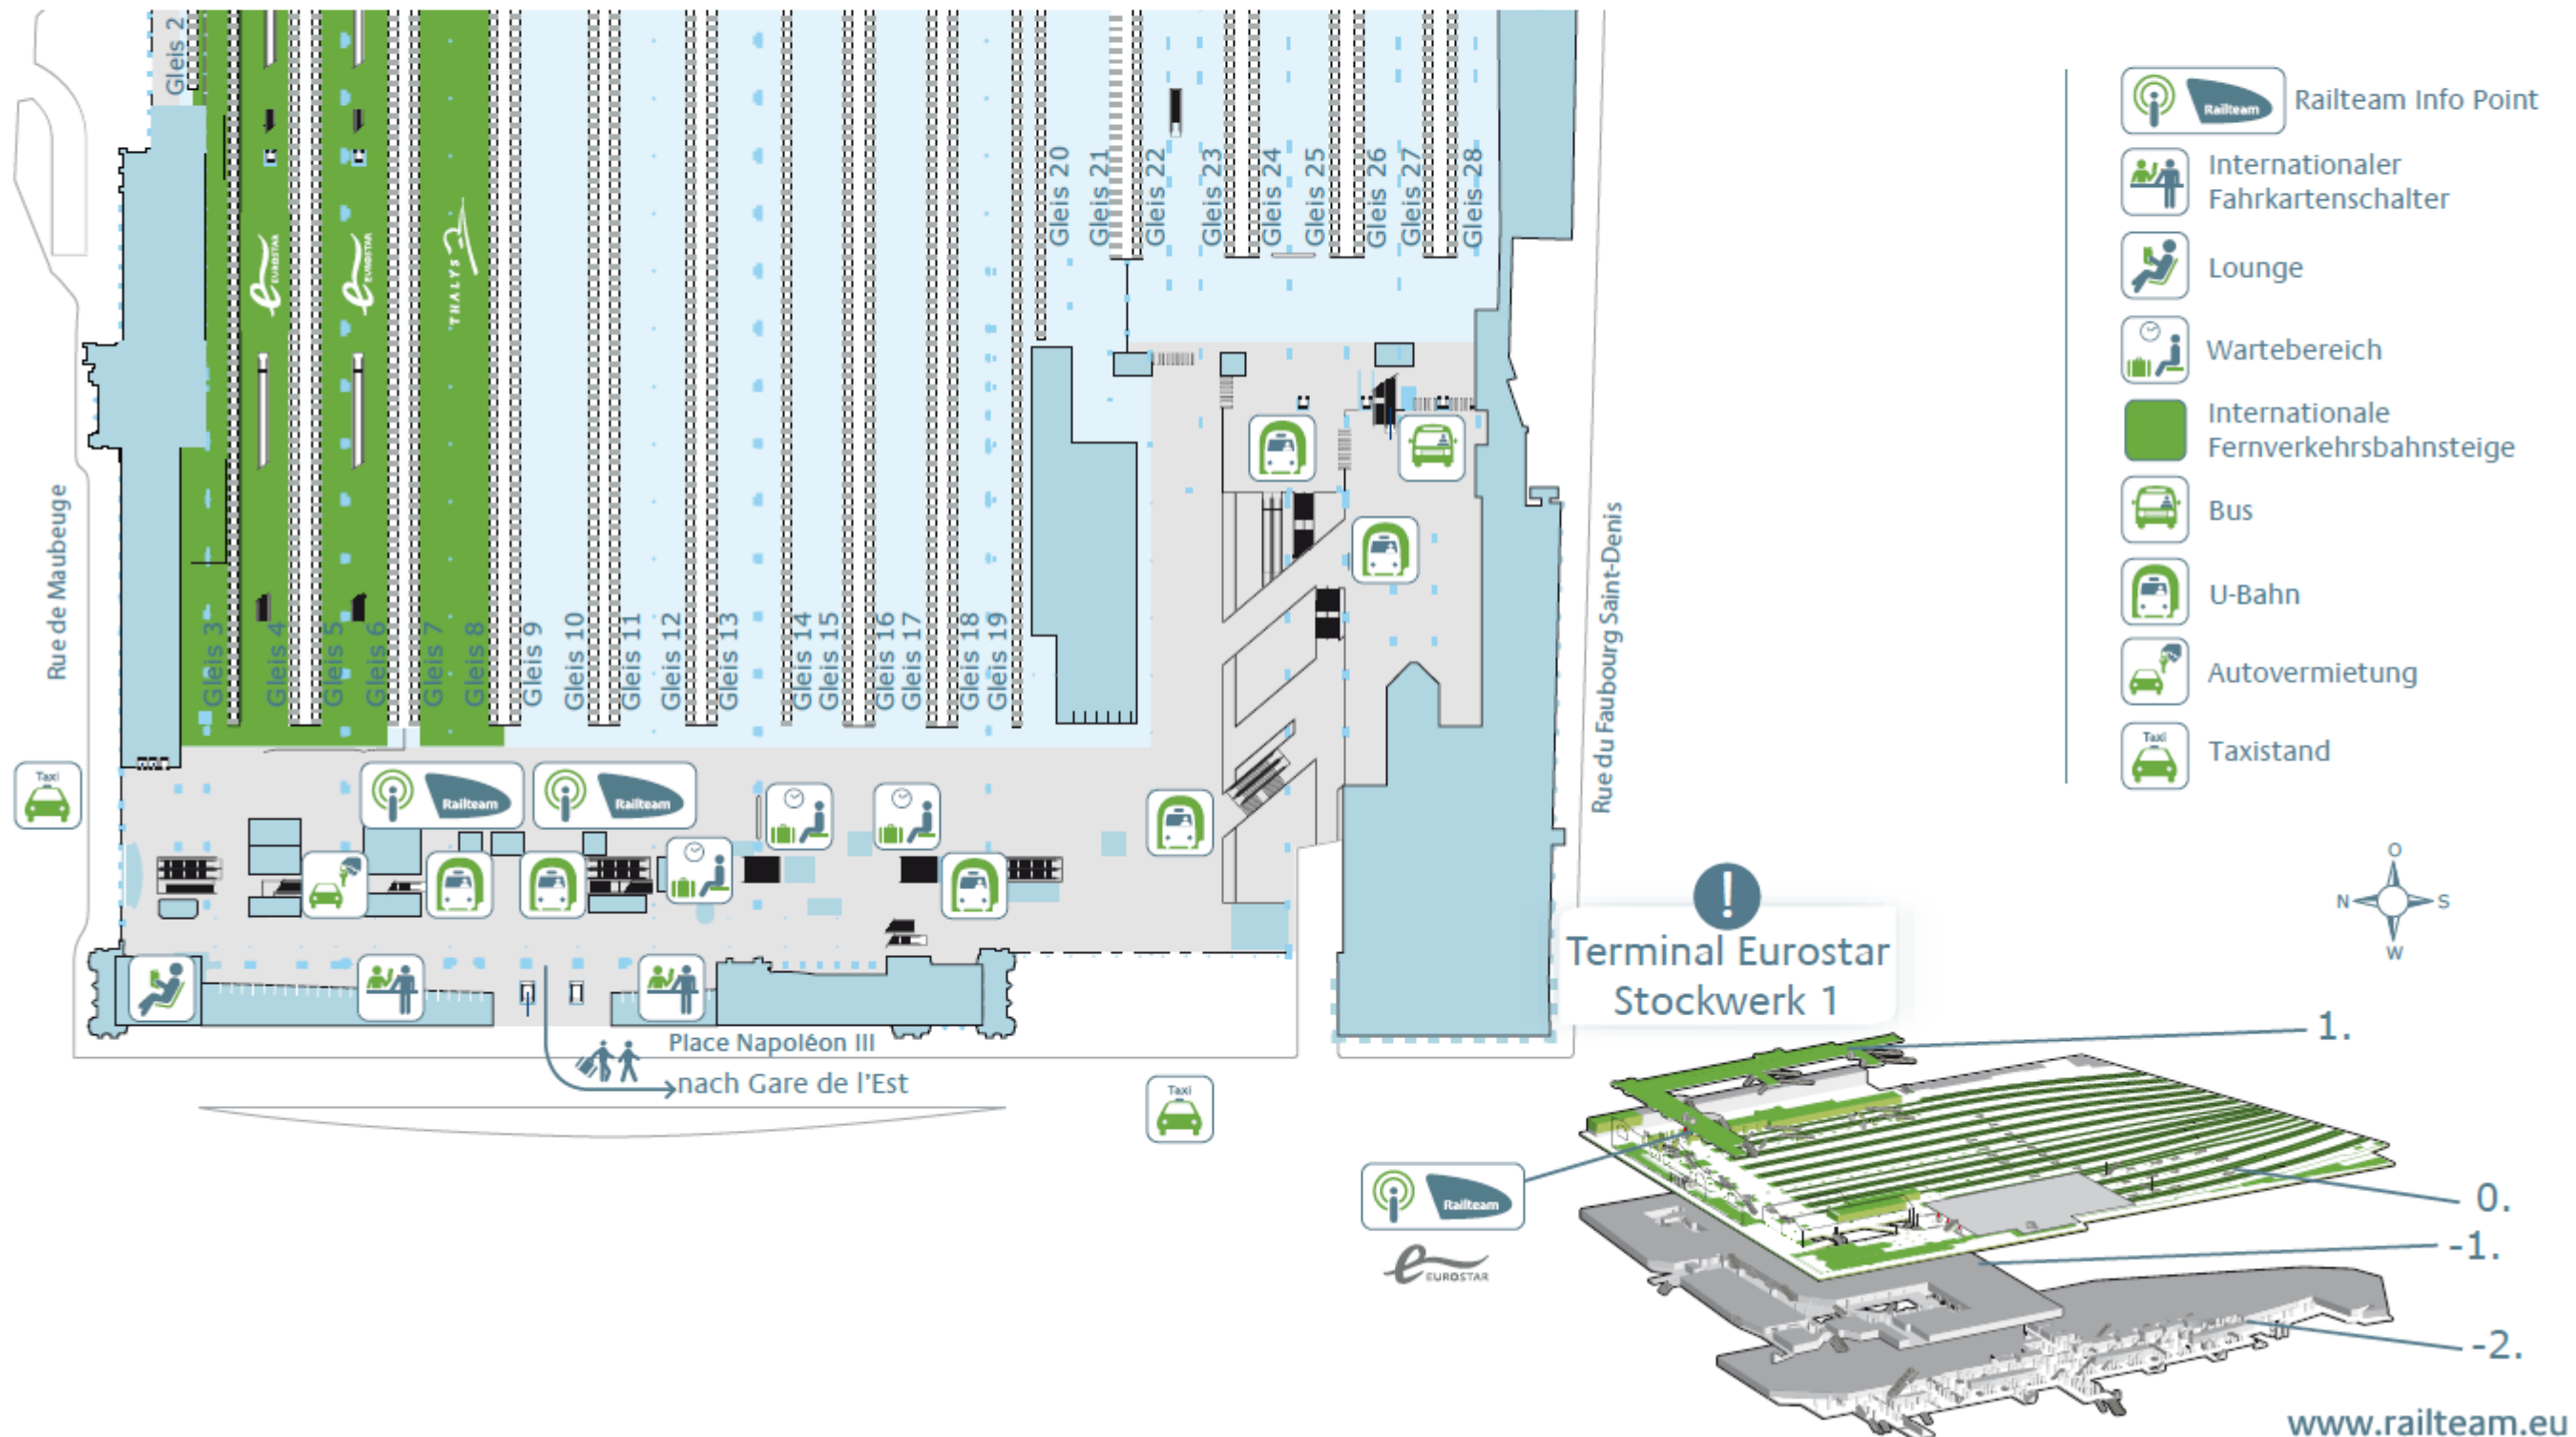 Gleis 2
EUROSTAR
EUROSTAR
THALYS
Gleis 20
Gleis 21
Gleis 22
Gleis 23
Gleis 24
Gleis 25
Gleis 26
Gleis 27
Gleis 28
Gleis 3
Gleis 4
Gleis 5
Gleis 6
Gleis 7
Gleis 8
Gleis 9
Gleis 10
Gleis 11
Gleis 12
Gleis 13
Gleis 14
Gleis 15
Gleis 16
Gleis 17
Gleis 18
Gleis 19
Rue de Maubeuge
Rue du Faubourg Saint-Denis
Taxi
Railteam
Railteam
Place Napoléon III
nach Gare de l'Est
Taxi
Railteam
Railteam Info Point
Internationaler
Fahrkartenschalter
Lounge
Wartebereich
Internationale
Fernverkehrsbahnsteige
Bus
U-Bahn
Autovermietung
Taxi
Taxistand
O
N
S
W
!
Terminal Eurostar
Stockwerk 1
1.
0.
-1.
-2.
Railteam
EUROSTAR
www.railteam.eu